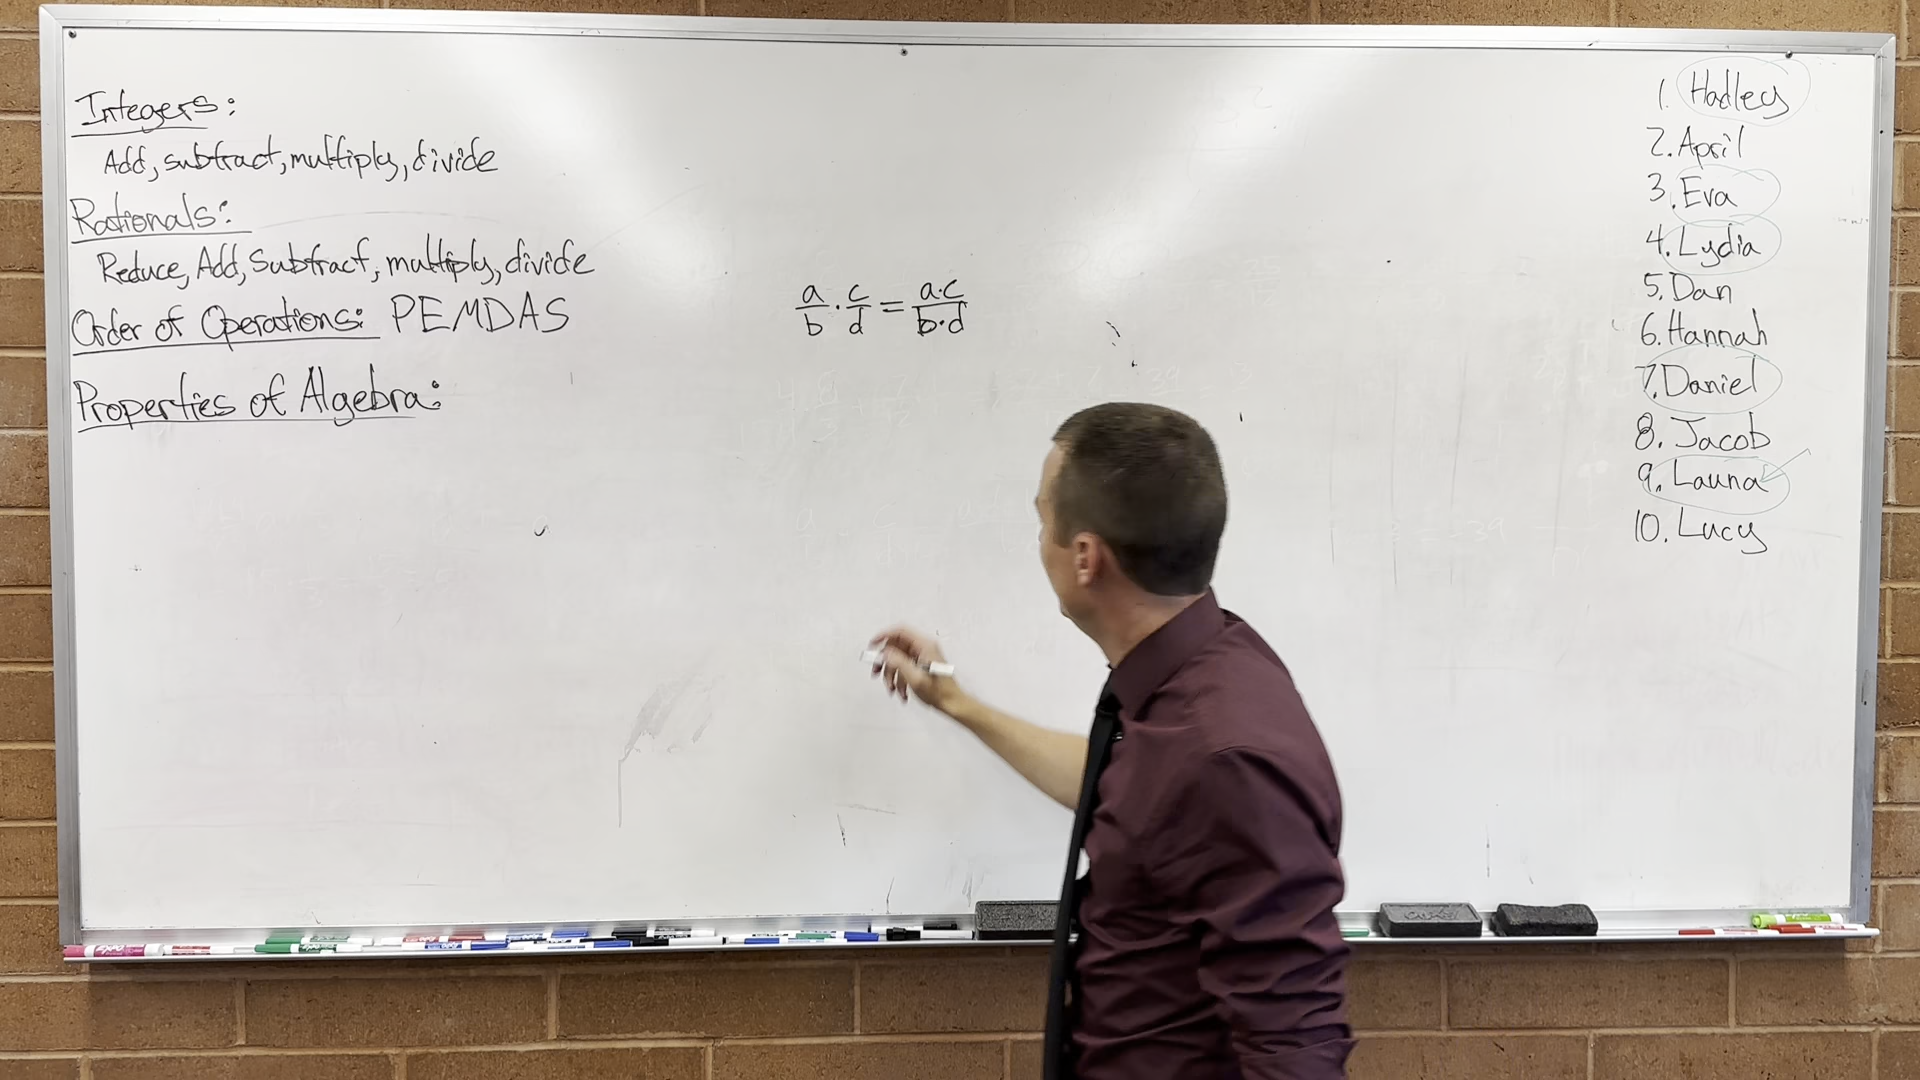 Integers:
Add, subtract, multiply, divide
Rationals:
Reduce, Add, Subtract, multiply, divide
Order of Operations: PEMDAS
Properties of Algebra:
a/b · c/d = a·c/b·d
1. Hadley
2. April
3. Eva
4. Lydia
5. Dan
6. Hannah
7. Daniel
8. Jacob
9. Launa
10. Lucy